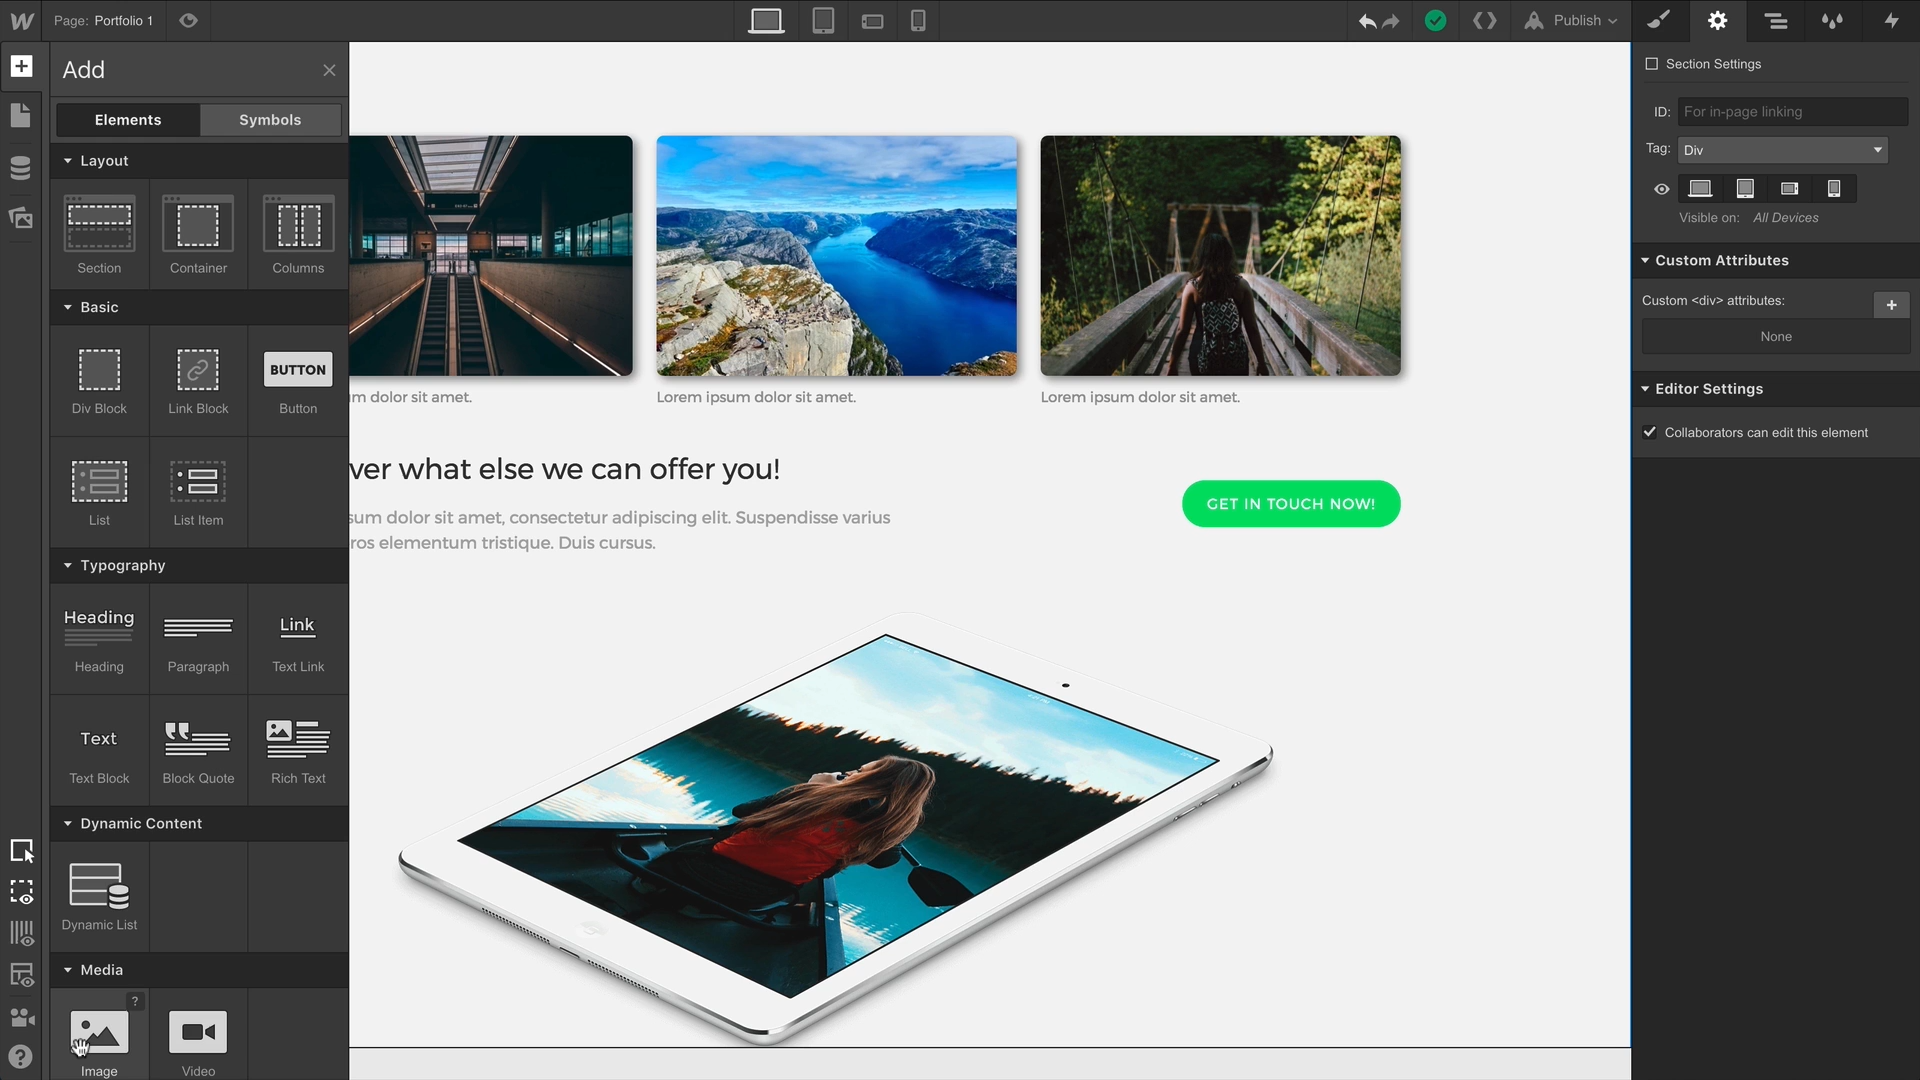 Page: Portfolio 1
Publish
Add
Elements
Symbols
Layout
Section
Container
Columns
Basic
BUTTON
Div Block
Link Block
Button
List
List Item
Typography
Heading
Link
Heading
Paragraph
Text Link
Text
Text Block
Block Quote
Rich Text
Dynamic Content
Dynamic List
Media
?
Image
Video
m dolor sit amet.
Lorem ipsum dolor sit amet.
Lorem ipsum dolor sit amet.
ver what else we can offer you!
sum dolor sit amet, consectetur adipiscing elit. Suspendisse varius
ros elementum tristique. Duis cursus.
GET IN TOUCH NOW!
Section Settings
ID: For in-page linking
Tag: Div
Visible on: All Devices
Custom Attributes
Custom <div> attributes:
+
None
Editor Settings
Collaborators can edit this element